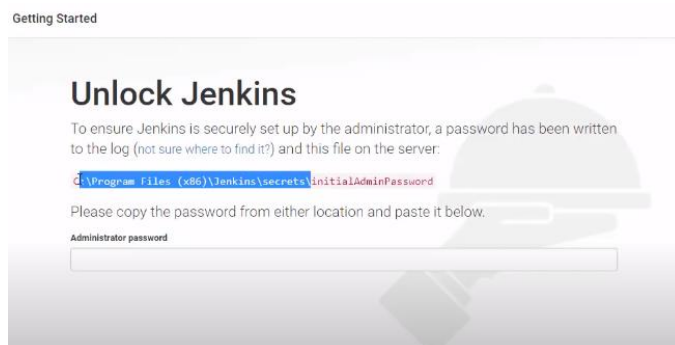 Getting Started
Unlock Jenkins
To ensure Jenkins is securely set up by the administrator, a password has been written
to the log (not sure where to find it?) and this file on the server:
C:\Program Files (x86)\Jenkins\secrets\initialAdminPassword
Please copy the password from either location and paste it below.
Administrator password